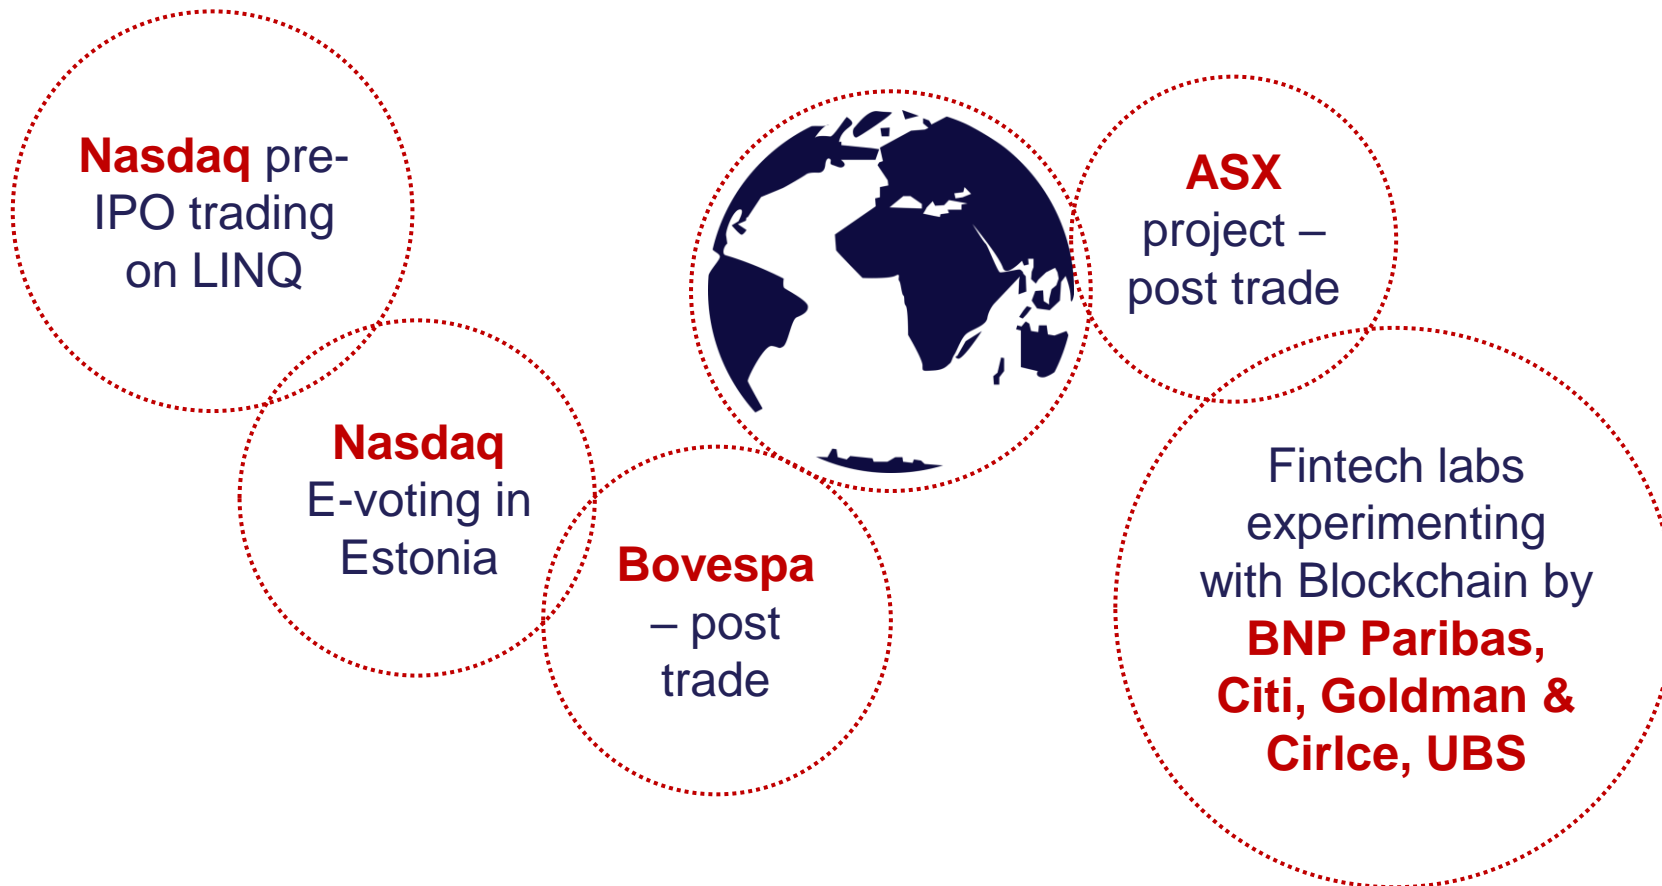 Nasdaq pre-
IPO trading
on LINQ
Nasdaq
E-voting in
Estonia
Bovespa
– post
trade
ASX
project –
post trade
Fintech labs
experimenting
with Blockchain by
BNP Paribas,
Citi, Goldman &
Cirlce, UBS